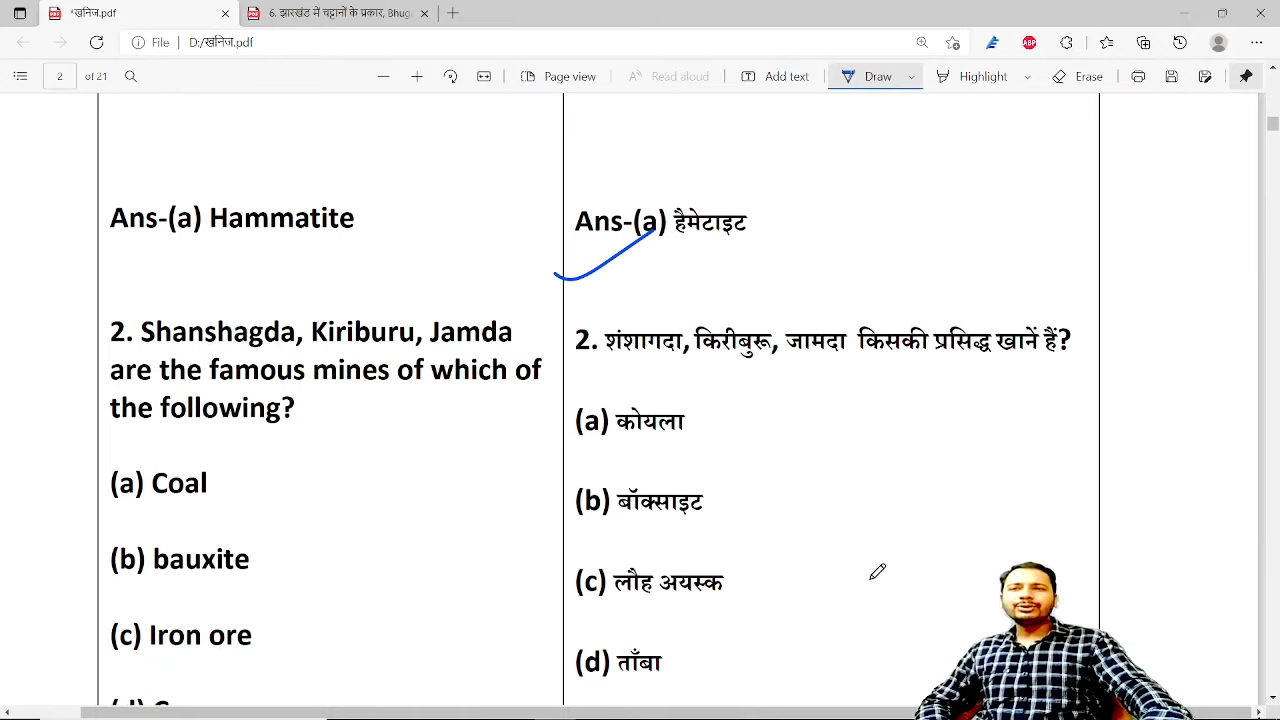 *खनिज.pdf
6. झारखंड में चट्टानों के प्रकार, Bhug
File | D:/खनिज.pdf
ABP
2 of 21
Page view
Read aloud
Add text
Draw
Highlight
Erase
Ans-(a) Hammatite
Ans-(a) हैमेटाइट
2. Shanshagda, Kiriburu, Jamda
are the famous mines of which of
the following?
(a) Coal
(b) bauxite
(c) Iron ore
2. शंशागदा, किरीबुरू, जामदा किसकी प्रसिद्ध खानें हैं?
(a) कोयला
(b) बॉक्साइट
(c) लौह अयस्क
(d) ताँबा